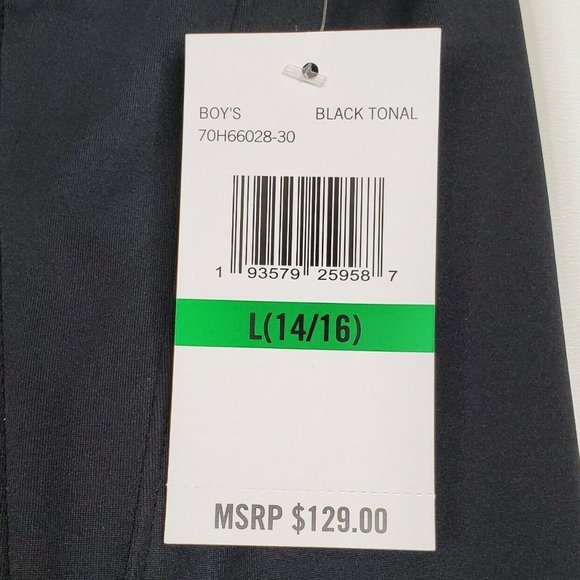 BOY'S BLACK TONAL
70H66028-30
1 93579 25958 7
L(14/16)
MSRP $129.00